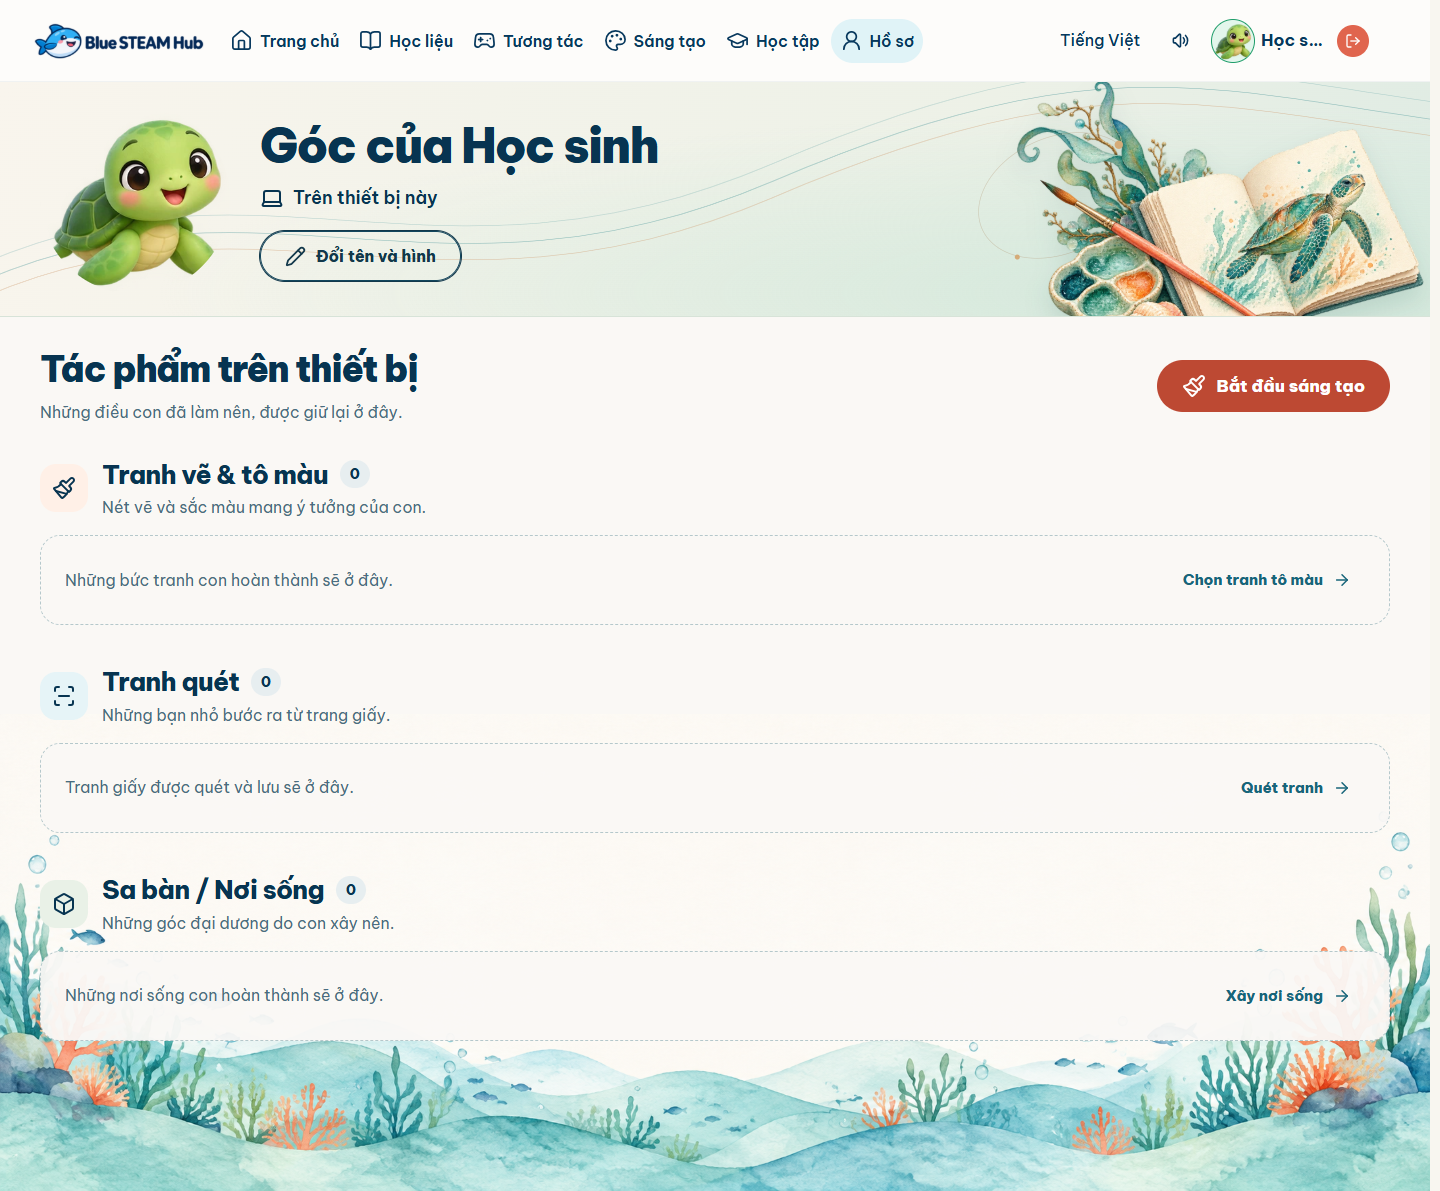 Blue STEAM Hub
Trang chủ
Học liệu
Tương tác
Sáng tạo
Học tập
Hồ sơ
Tiếng Việt
Học s...
Góc của Học sinh
Trên thiết bị này
Đổi tên và hình
Tác phẩm trên thiết bị
Những điều con đã làm nên, được giữ lại ở đây.
Bắt đầu sáng tạo
Tranh vẽ & tô màu 0
Nét vẽ và sắc màu mang ý tưởng của con.
Những bức tranh con hoàn thành sẽ ở đây.
Chọn tranh tô màu
Tranh quét 0
Những bạn nhỏ bước ra từ trang giấy.
Tranh giấy được quét và lưu sẽ ở đây.
Quét tranh
Sa bàn / Nơi sống 0
Những góc đại dương do con xây nên.
Những nơi sống con hoàn thành sẽ ở đây.
Xây nơi sống